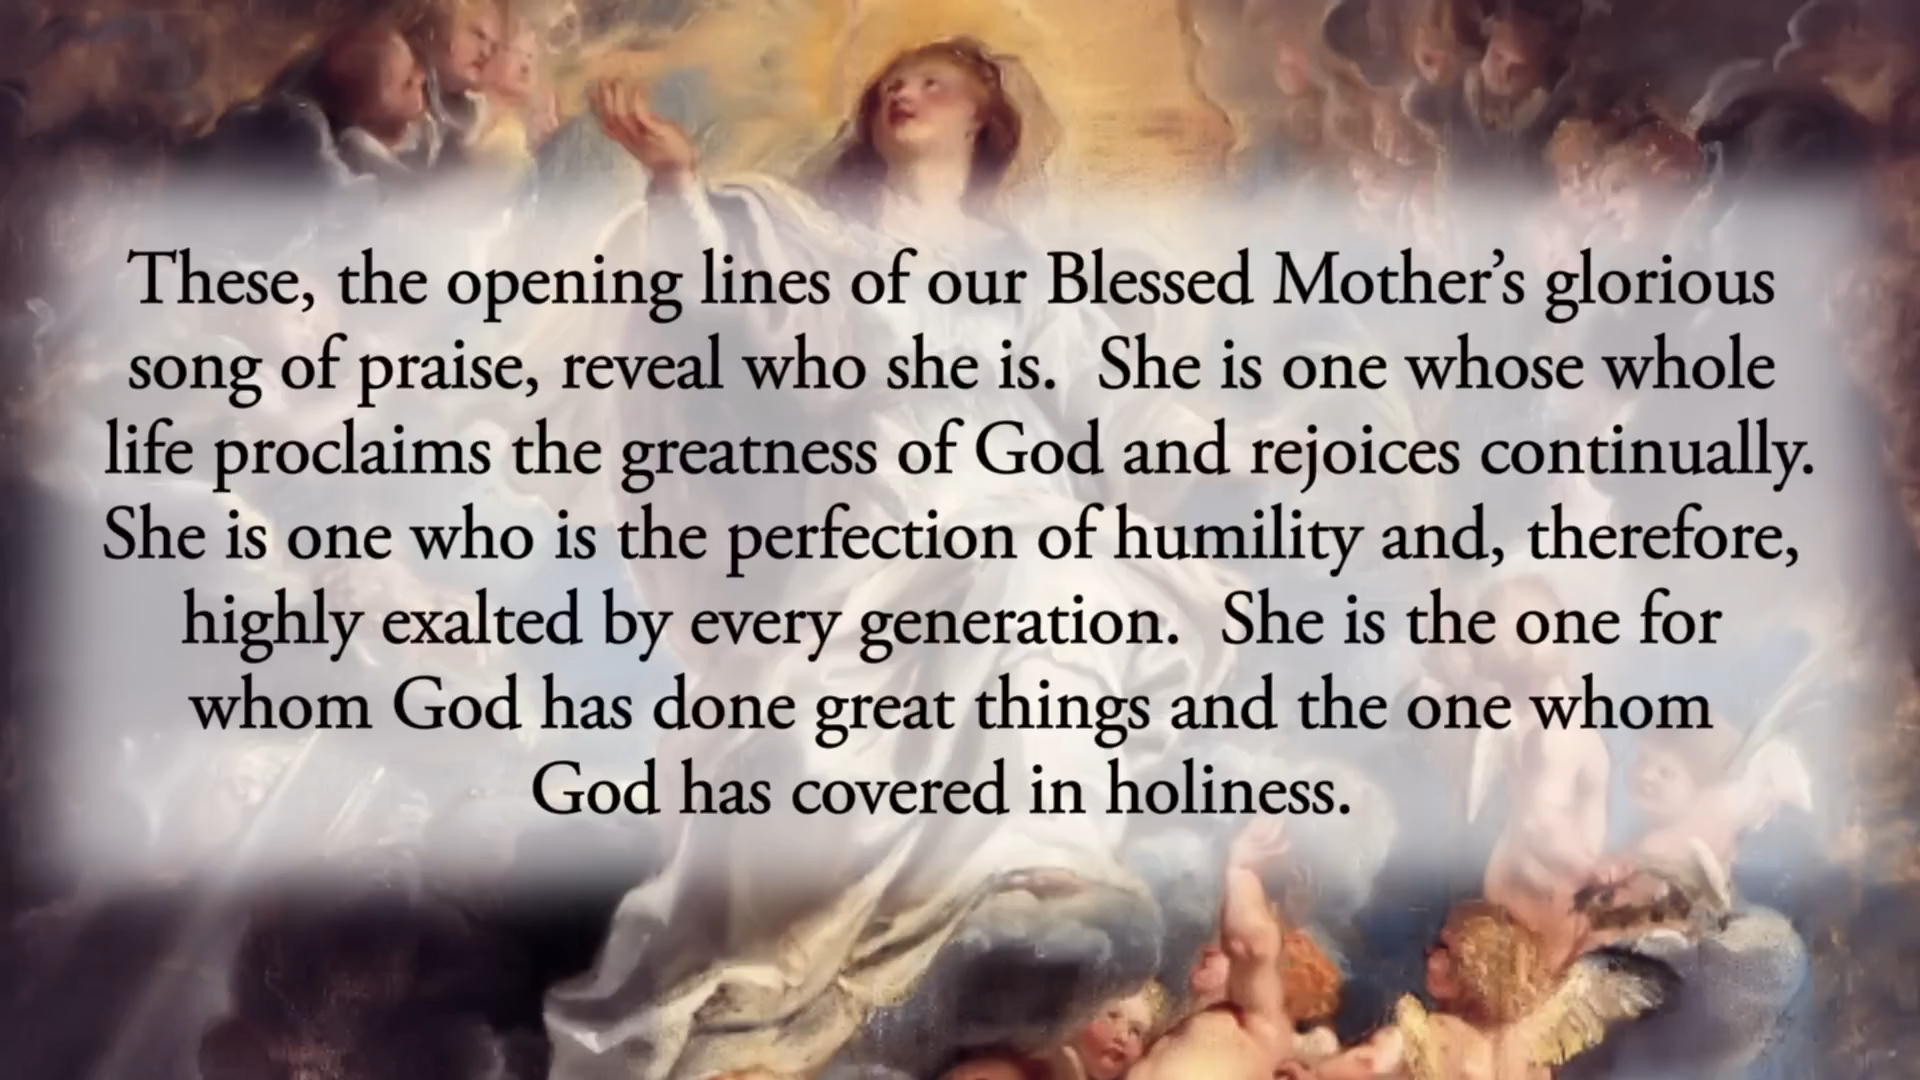 These, the opening lines of our Blessed Mother’s glorious
song of praise, reveal who she is.  She is one whose whole
life proclaims the greatness of God and rejoices continually.
She is one who is the perfection of humility and, therefore,
highly exalted by every generation.  She is the one for
whom God has done great things and the one whom
God has covered in holiness.